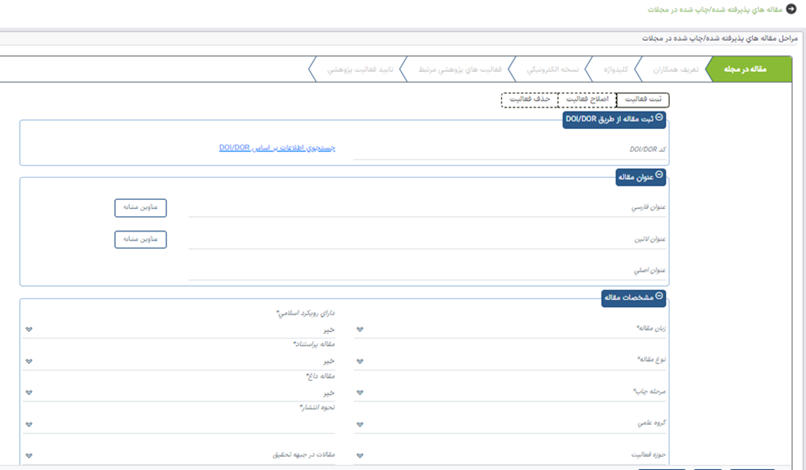 مقاله های پذیرفته شده/چاپ شده در مجلات
مراحل مقاله های پذیرفته شده/چاپ شده در مجلات
مقاله در مجله تعریف همکاران کلیدواژه نسخه الکترونیکی فعالیت های پژوهشی مرتبط تایید فعالیت پژوهشی
ثبت فعالیت اصلاح فعالیت حذف فعالیت
ثبت مقاله از طریق DOI/DOR
کد DOI/DOR جستجوی اطلاعات بر اساس DOI/DOR
عنوان مقاله
عنوان فارسی عناوین مشابه
عنوان لاتین عناوین مشابه
عنوان اصلی
مشخصات مقاله
زبان مقاله* دارای رویکرد اسلامی* خیر
نوع مقاله* مقاله پراستناد* خیر
مرحله چاپ* مقاله داغ* خیر
گروه علمی نحوه انتشار*
حوزه فعالیت مقالات در جبهه تحقیق